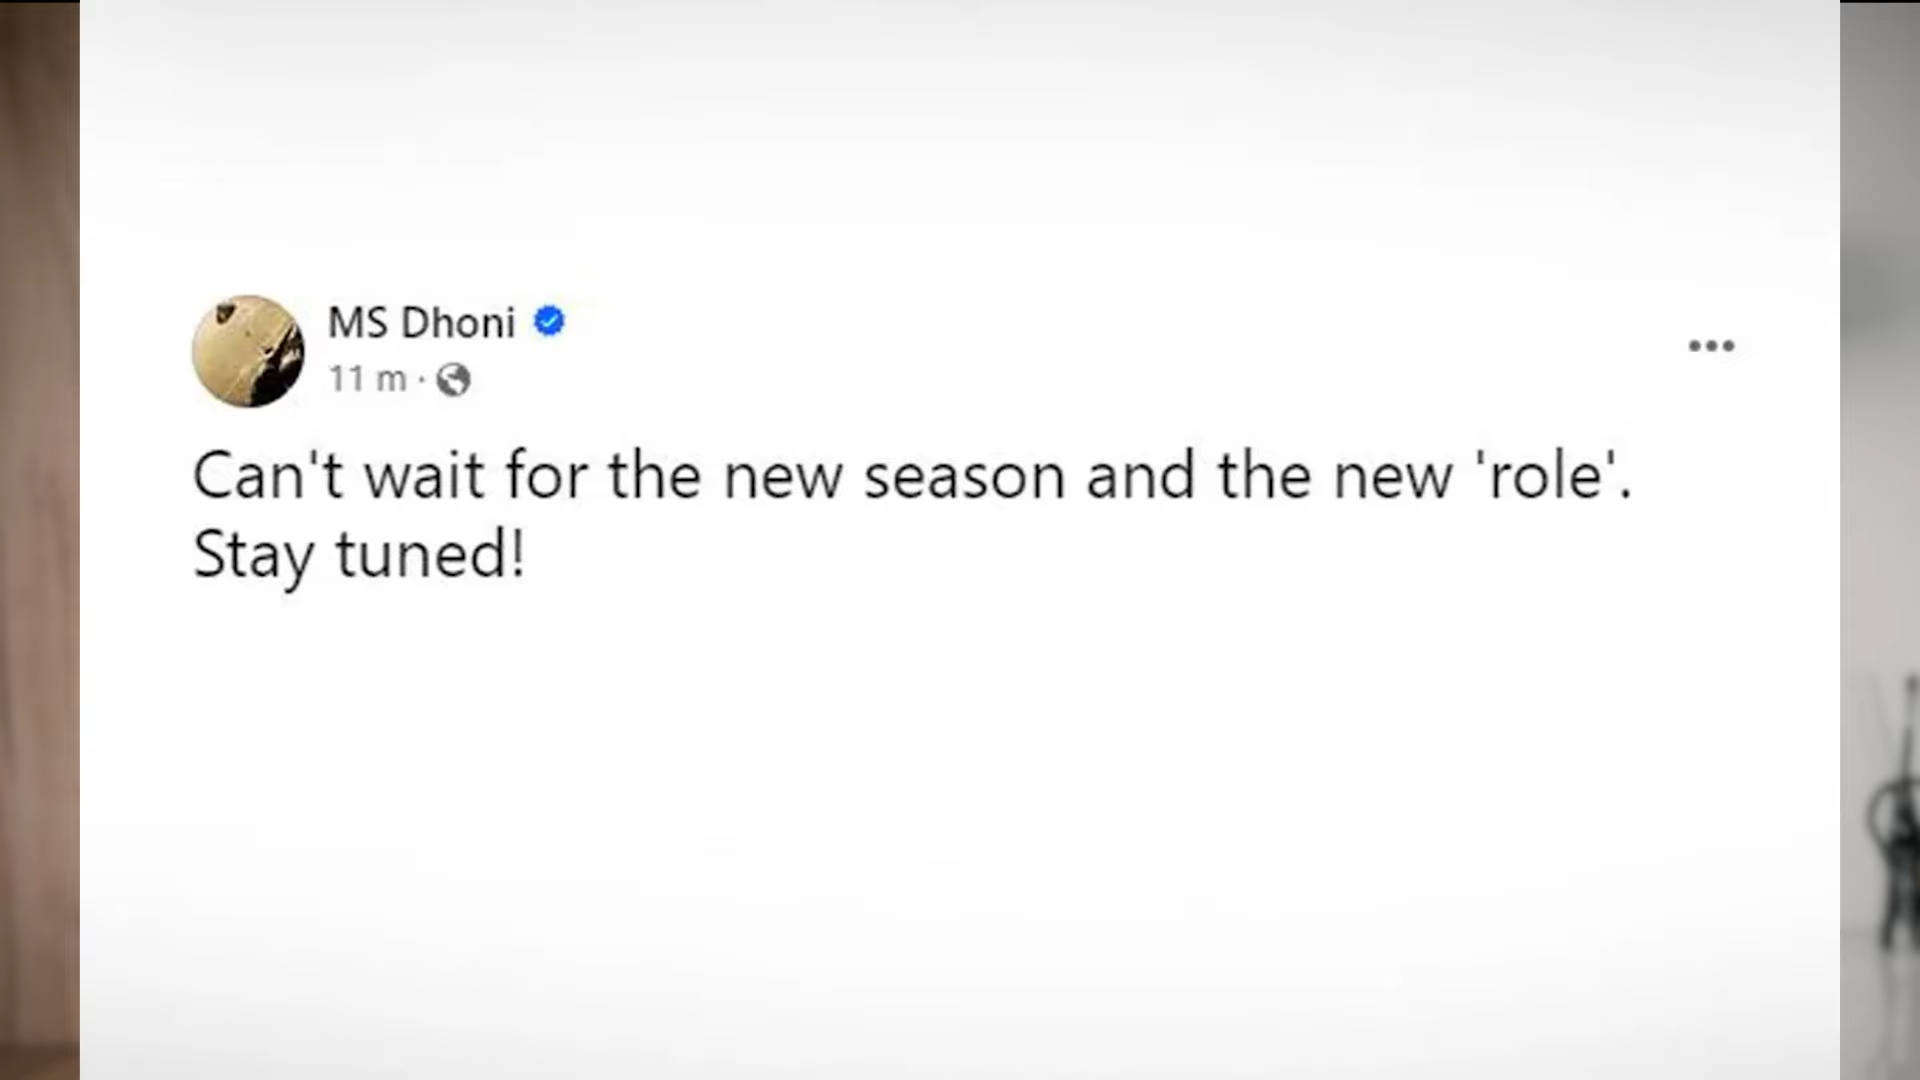 MS Dhoni
11 m ·
Can't wait for the new season and the new 'role'.
Stay tuned!